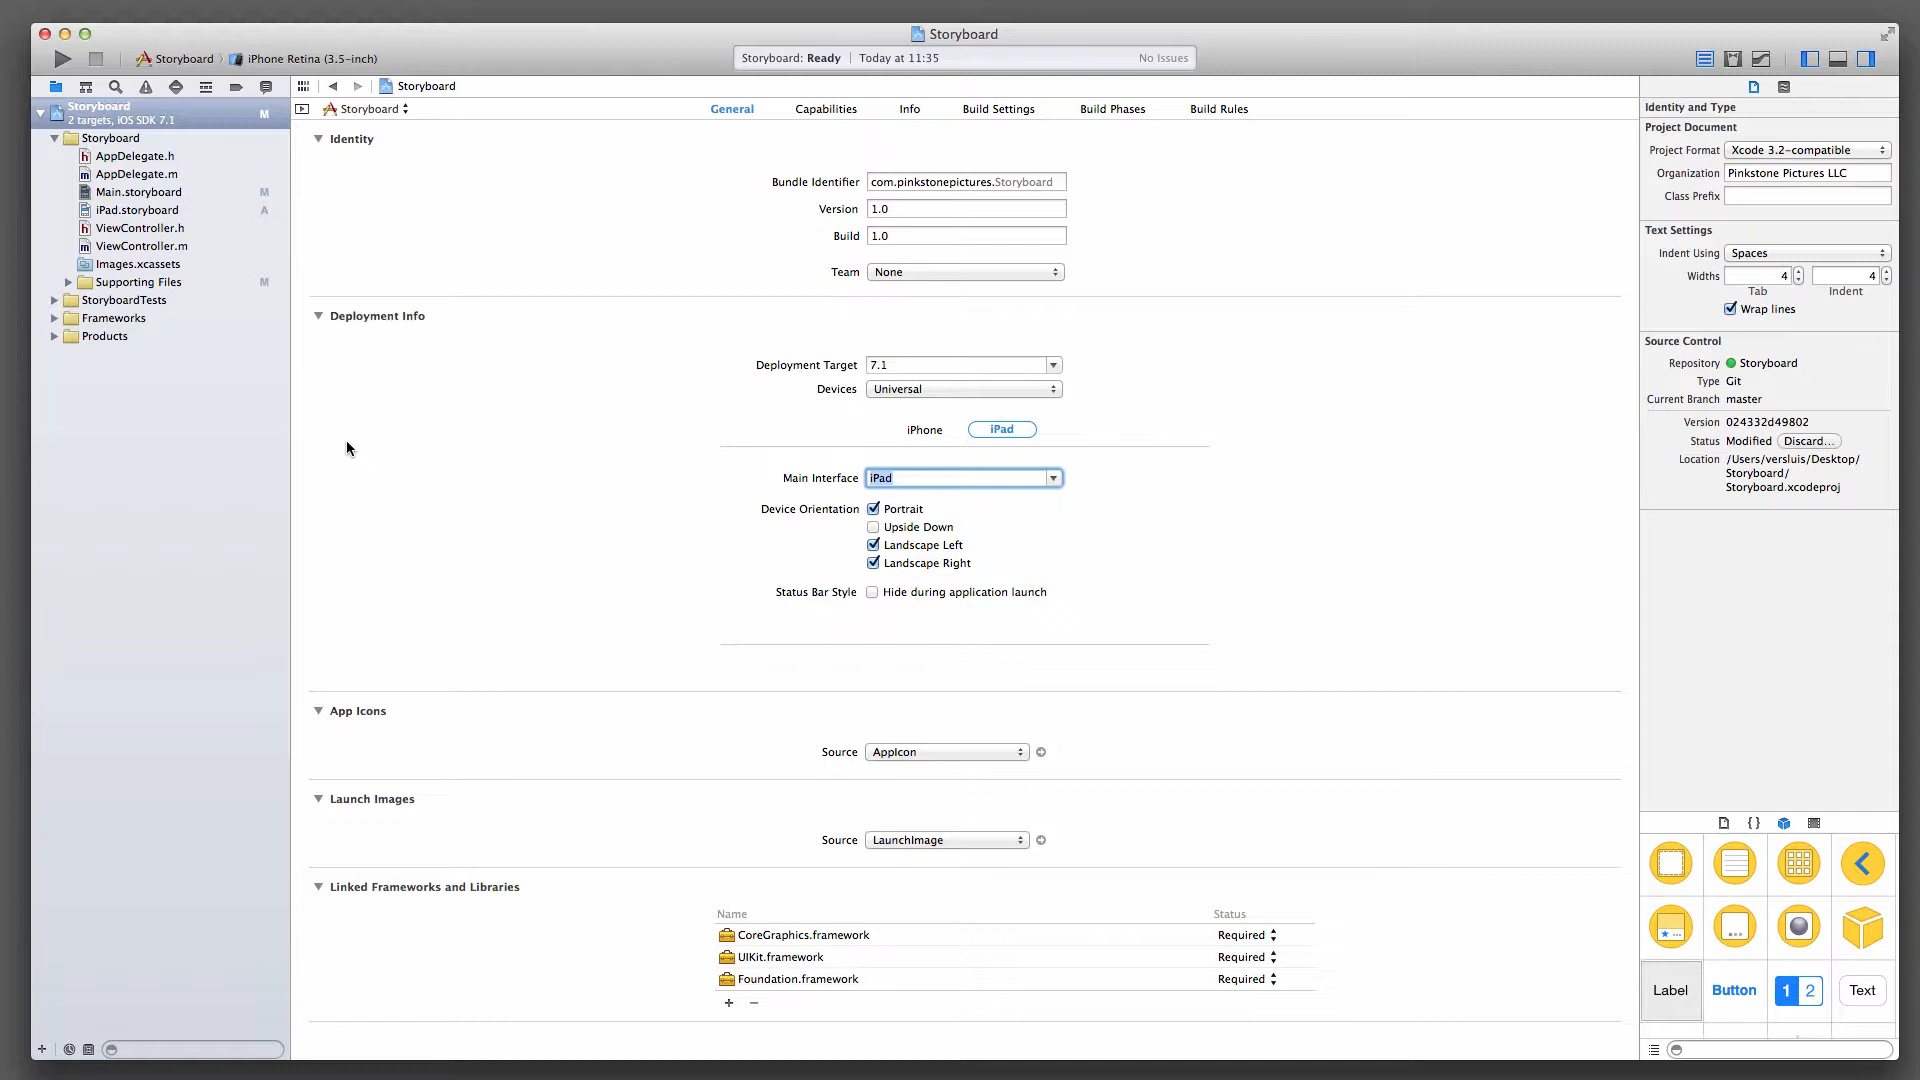 Storyboard
Storyboard
iPhone Retina (3.5-inch)
Storyboard: Ready
Today at 11:35
No Issues
Storyboard
2 targets, iOS SDK 7.1
M
Storyboard
AppDelegate.h
AppDelegate.m
Main.storyboard
M
iPad.storyboard
A
ViewController.h
ViewController.m
Images.xcassets
Supporting Files
M
StoryboardTests
Frameworks
Products
Storyboard
Storyboard
General
Capabilities
Info
Build Settings
Build Phases
Build Rules
Identity
Bundle Identifier
com.pinkstonepictures.Storyboard
Version
1.0
Build
1.0
Team
None
Deployment Info
Deployment Target
7.1
Devices
Universal
iPhone
iPad
Main Interface
iPad
Device Orientation
Portrait
Upside Down
Landscape Left
Landscape Right
Status Bar Style
Hide during application launch
App Icons
Source
AppIcon
Launch Images
Source
LaunchImage
Linked Frameworks and Libraries
Name
Status
CoreGraphics.framework
Required
UIKit.framework
Required
Foundation.framework
Required
Identity and Type
Project Document
Project Format
Xcode 3.2-compatible
Organization
Pinkstone Pictures LLC
Class Prefix
Text Settings
Indent Using
Spaces
Widths
4
4
Tab
Indent
Wrap lines
Source Control
Repository
Storyboard
Type
Git
Current Branch
master
Version
024332d49802
Status
Modified
Discard...
Location
/Users/versluis/Desktop/
Storyboard/
Storyboard.xcodeproj
{ }
Label
Button
1
2
Text